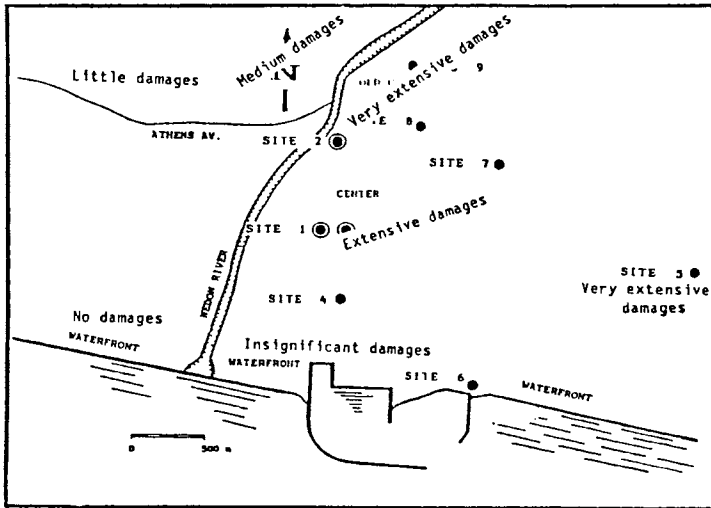 Medium damages
Little damages
N
OLD
9
Very extensive damages
ATHENS AV.
SITE 2
8
SITE 7
CENTER
SITE 1
Extensive damages
SITE 5
Very extensive
damages
NEDON RIVER
SITE 4
No damages
WATERFRONT
Insignificant damages
WATERFRONT
SITE 6
WATERFRONT
0 500 m